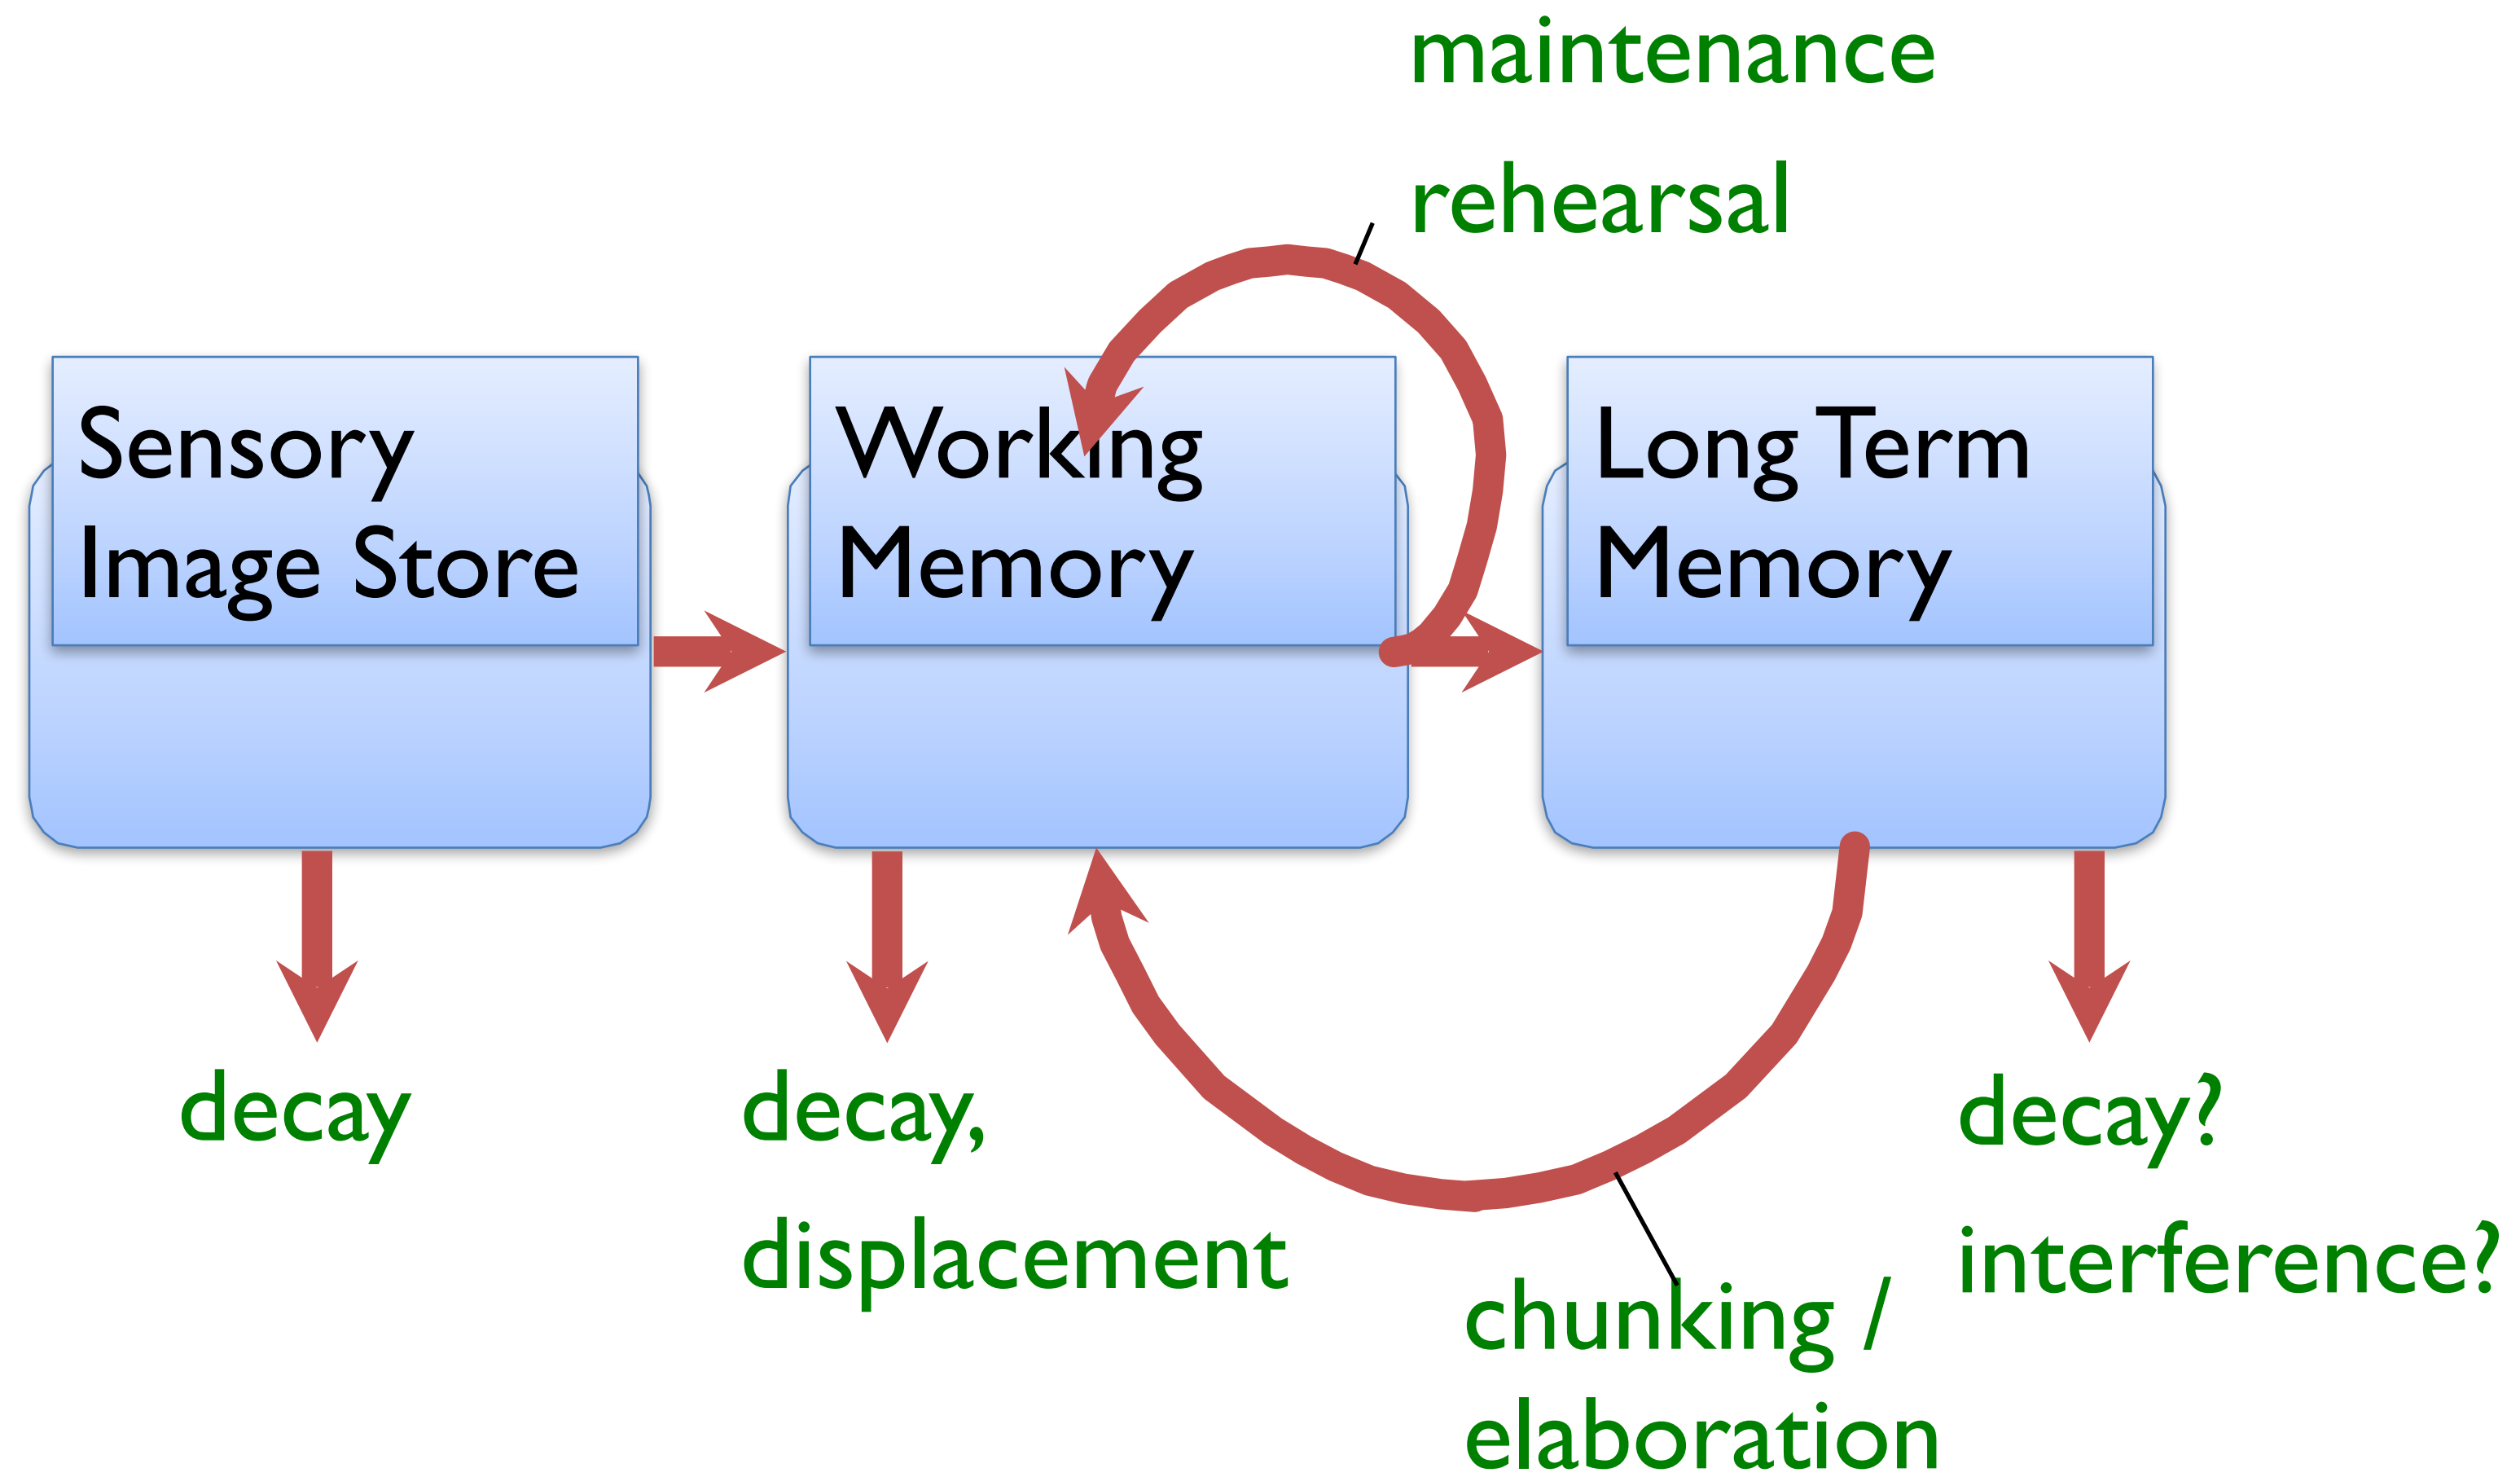 maintenance
rehearsal
Sensory
Image Store
Working
Memory
Long Term
Memory
decay
decay,
displacement
decay?
interference?
chunking /
elaboration